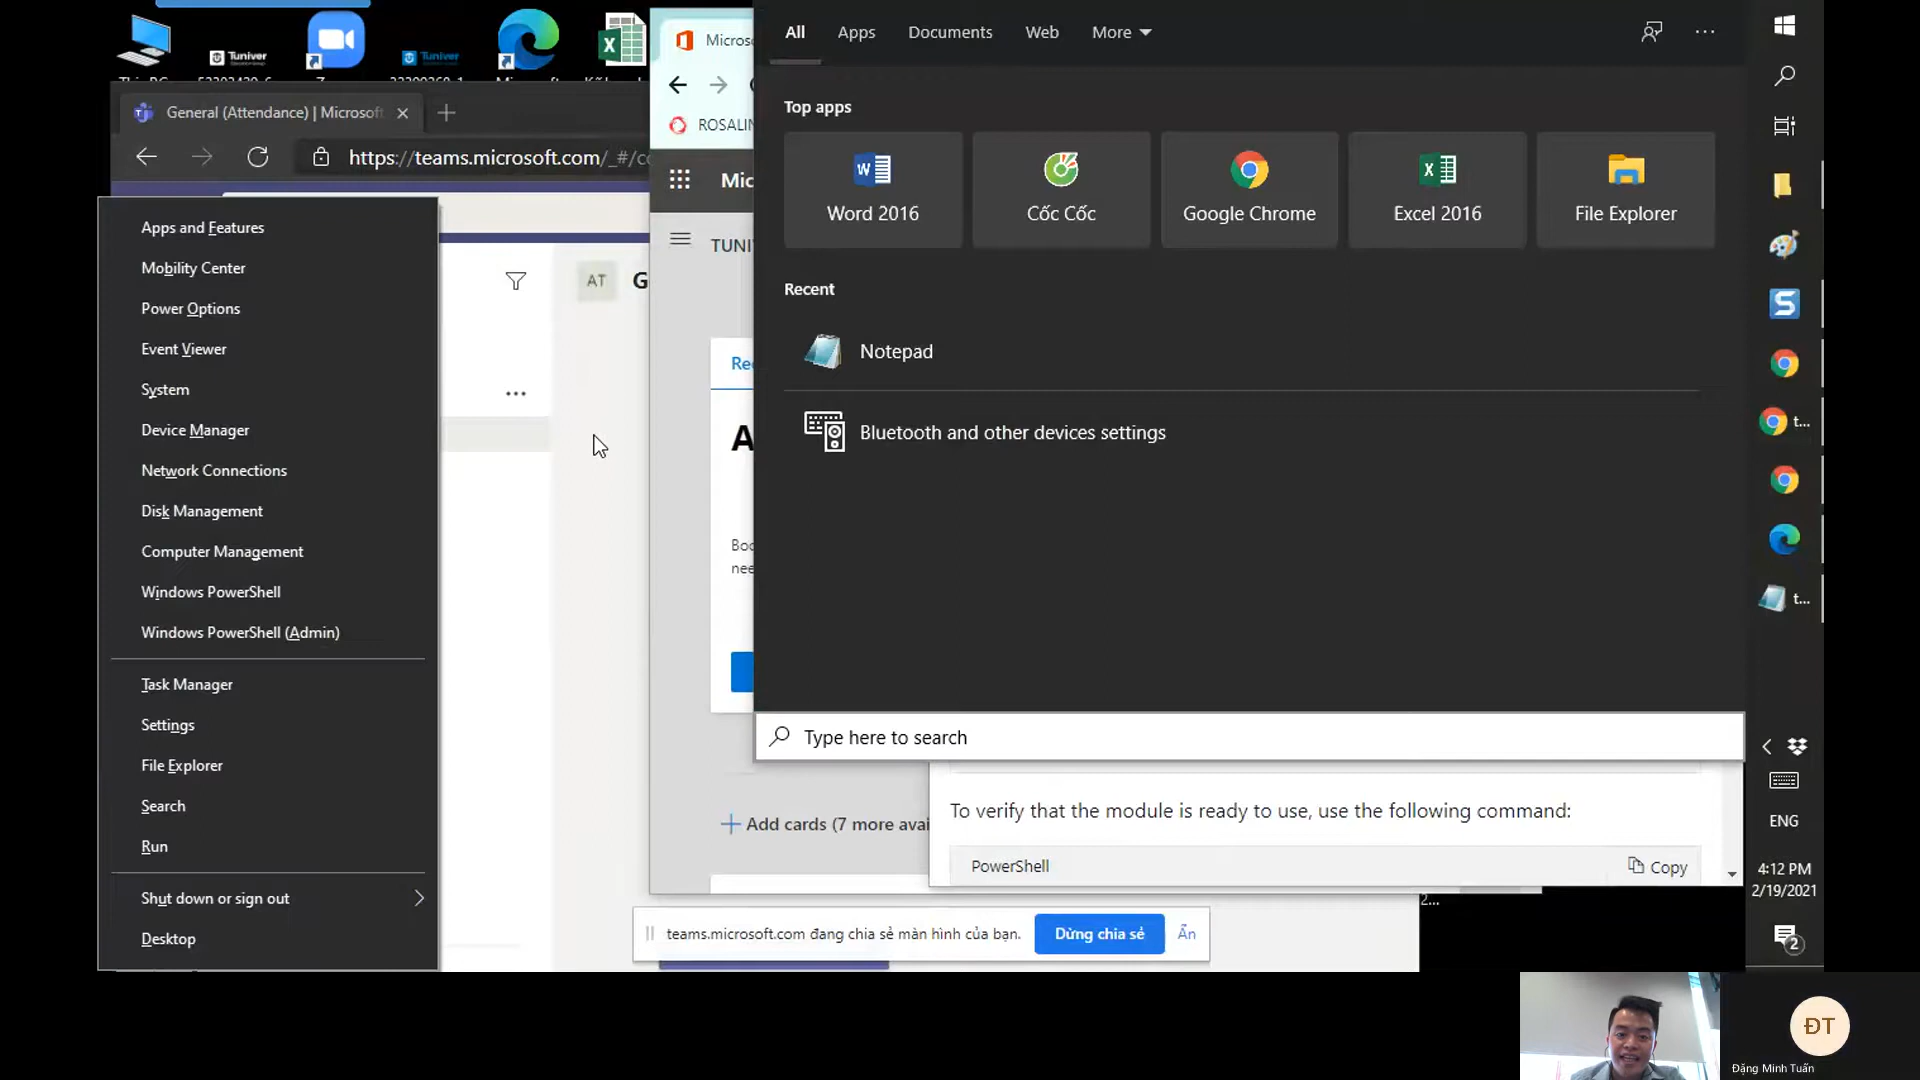 Tuniver
Tuniver
General (Attendance) | Microsoft
https://teams.microsoft.com/_#/co
Apps and Features
Mobility Center
Power Options
Event Viewer
System
Device Manager
Network Connections
Disk Management
Computer Management
Windows PowerShell
Windows PowerShell (Admin)
Task Manager
Settings
File Explorer
Search
Run
Shut down or sign out
Desktop
AT G
Micros
ROSALIN
Mic
TUNI
Re
A
Boo
nee
Add cards (7 more avai
All Apps Documents Web More
Top apps
Word 2016 Cốc Cốc Google Chrome Excel 2016 File Explorer
Recent
Notepad
Bluetooth and other devices settings
Type here to search
To verify that the module is ready to use, use the following command:
PowerShell Copy
teams.microsoft.com đang chia sẻ màn hình của bạn. Dừng chia sẻ Ẩn
2...
t...
t...
ENG
4:12 PM
2/19/2021
2
ĐT
Đặng Minh Tuấn